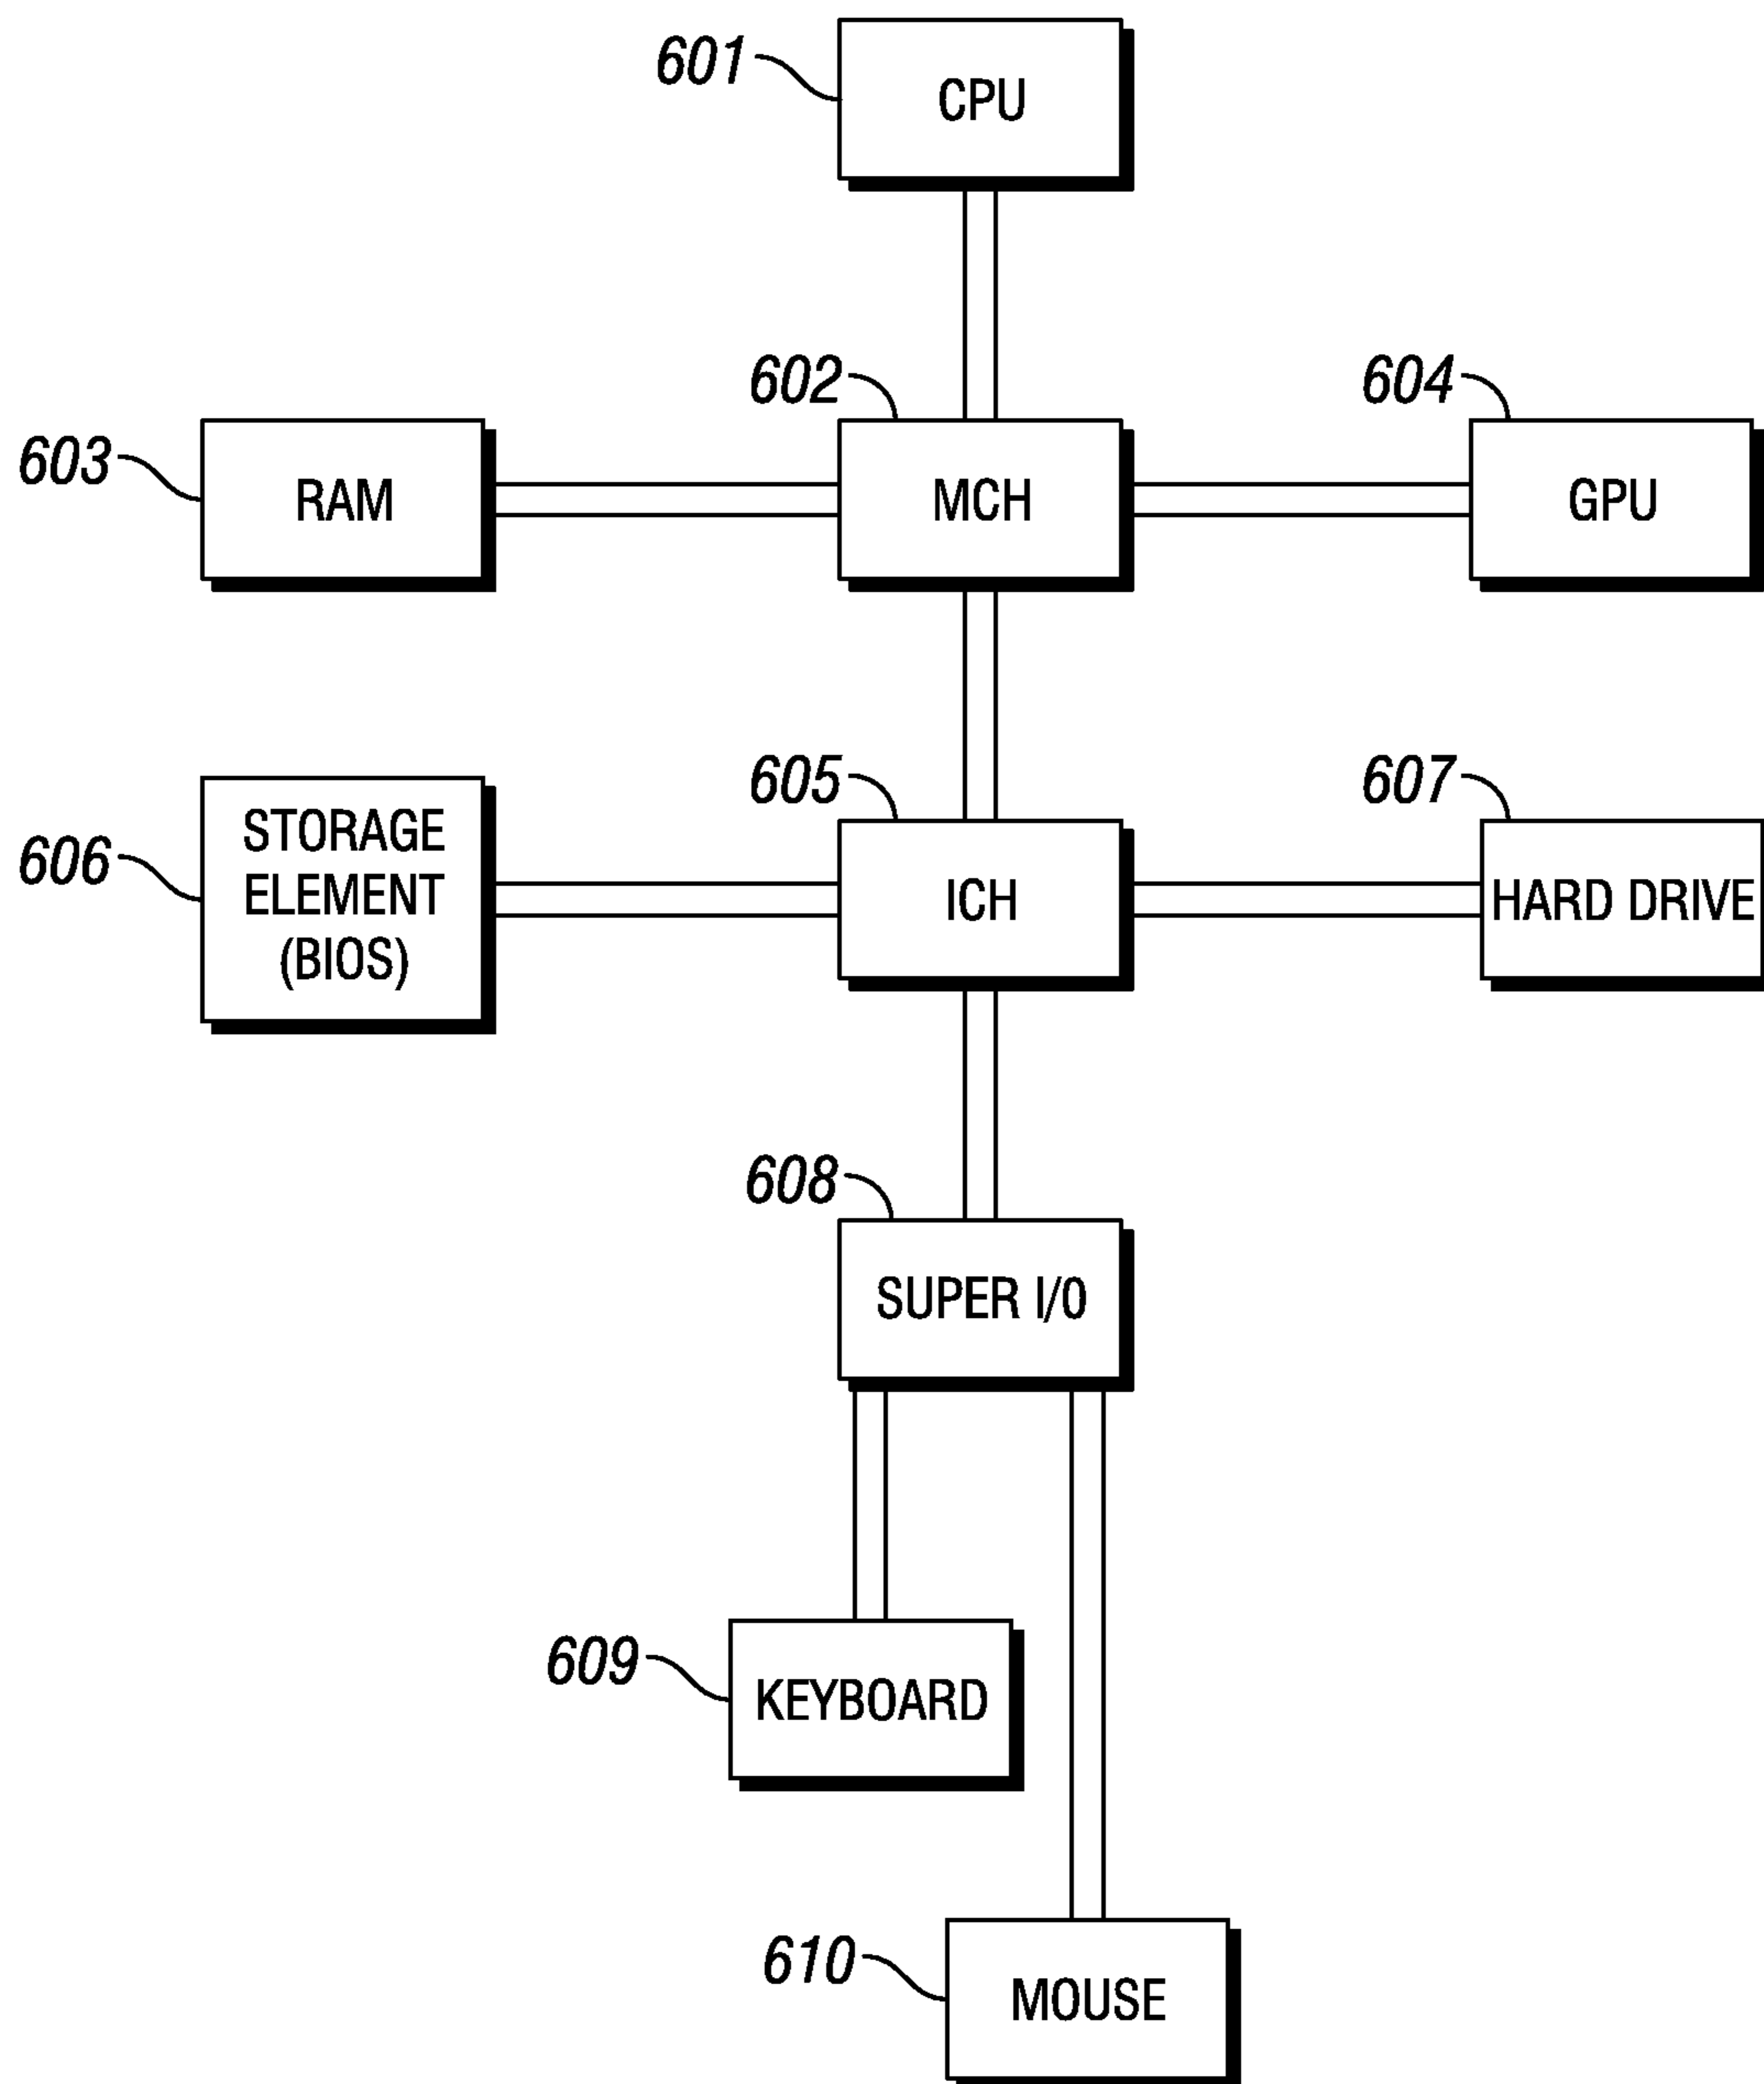 601
CPU
602
604
603
RAM
MCH
GPU
605
607
606
STORAGE
ELEMENT
(BIOS)
ICH
HARD DRIVE
608
SUPER I/0
609
KEYBOARD
610
MOUSE